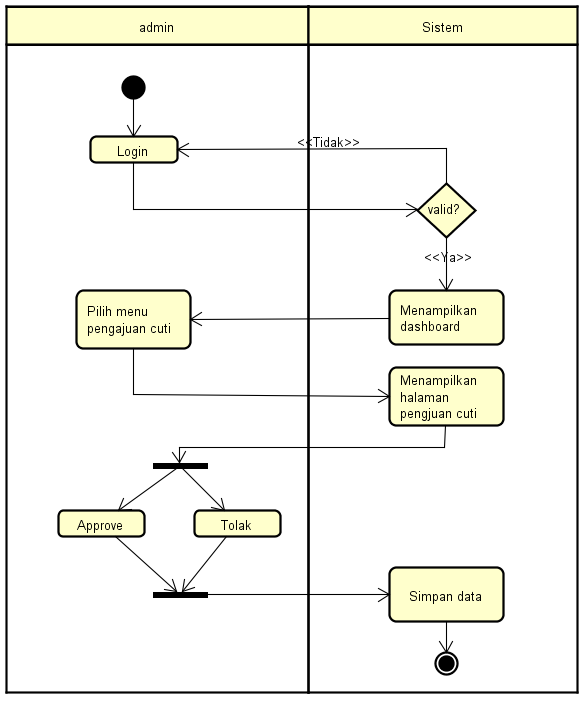 admin
Sistem
<<Tidak>>
Login
valid?
<<Ya>>
Pilih menu
pengajuan cuti
Menampilkan
dashboard
Menampilkan
halaman
pengjuan cuti
Approve
Tolak
Simpan data